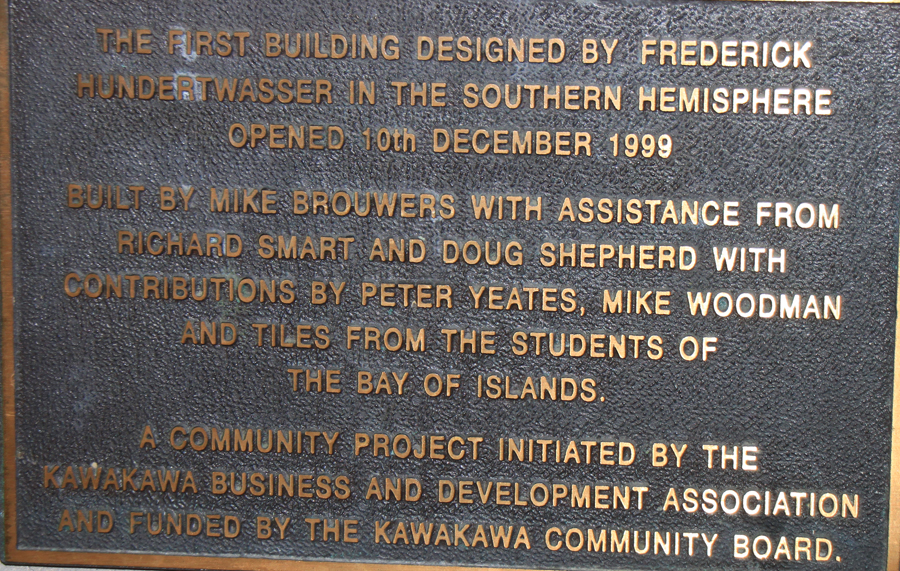 THE FIRST BUILDING DESIGNED BY FREDERICK
HUNDERTWASSER IN THE SOUTHERN HEMISPHERE
OPENED 10th DECEMBER 1999
BUILT BY MIKE BROUWERS WITH ASSISTANCE FROM
RICHARD SMART AND DOUG SHEPHERD WITH
CONTRIBUTIONS BY PETER YEATES, MIKE WOODMAN
AND TILES FROM THE STUDENTS OF
THE BAY OF ISLANDS.
A COMMUNITY PROJECT INITIATED BY THE
KAWAKAWA BUSINESS AND DEVELOPMENT ASSOCIATION
AND FUNDED BY THE KAWAKAWA COMMUNITY BOARD.